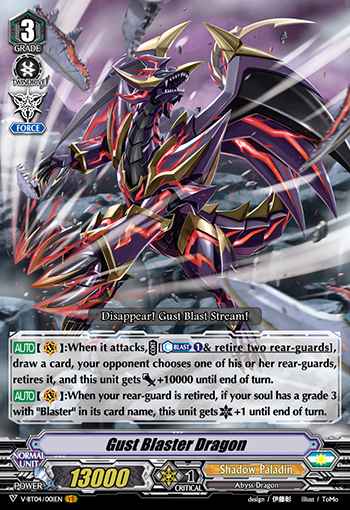 3
GRADE
TWINDRIVE!!
FORCE
Disappear! Gust Blast Stream!
AUTO【 】:When it attacks, COST [ COUNTER BLAST 1 & retire two rear-guards],
draw a card, your opponent chooses one of his or her rear-guards,
retires it, and this unit gets +10000 until end of turn.
AUTO【 】:When your rear-guard is retired, if your soul has a grade 3
with "Blaster" in its card name, this unit gets +1 until end of turn.
Gust Blaster Dragon
NORMAL
UNIT
POWER 13000 1 CRITICAL Shadow Paladin
Abyss Dragon
V-BT04/001EN VR design / 伊藤彰 illust / ToMo